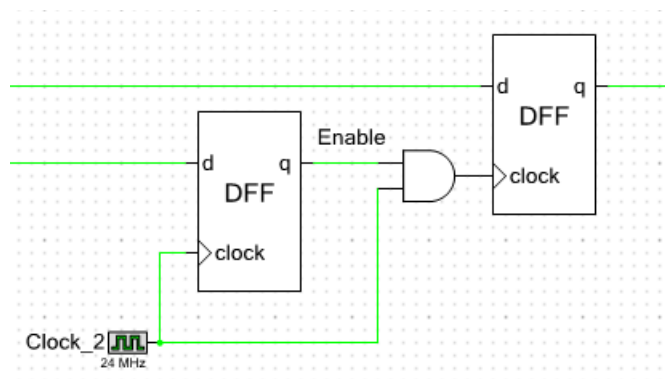 d q
DFF
clock
Enable
d q
DFF
clock
Clock_2
24 MHz